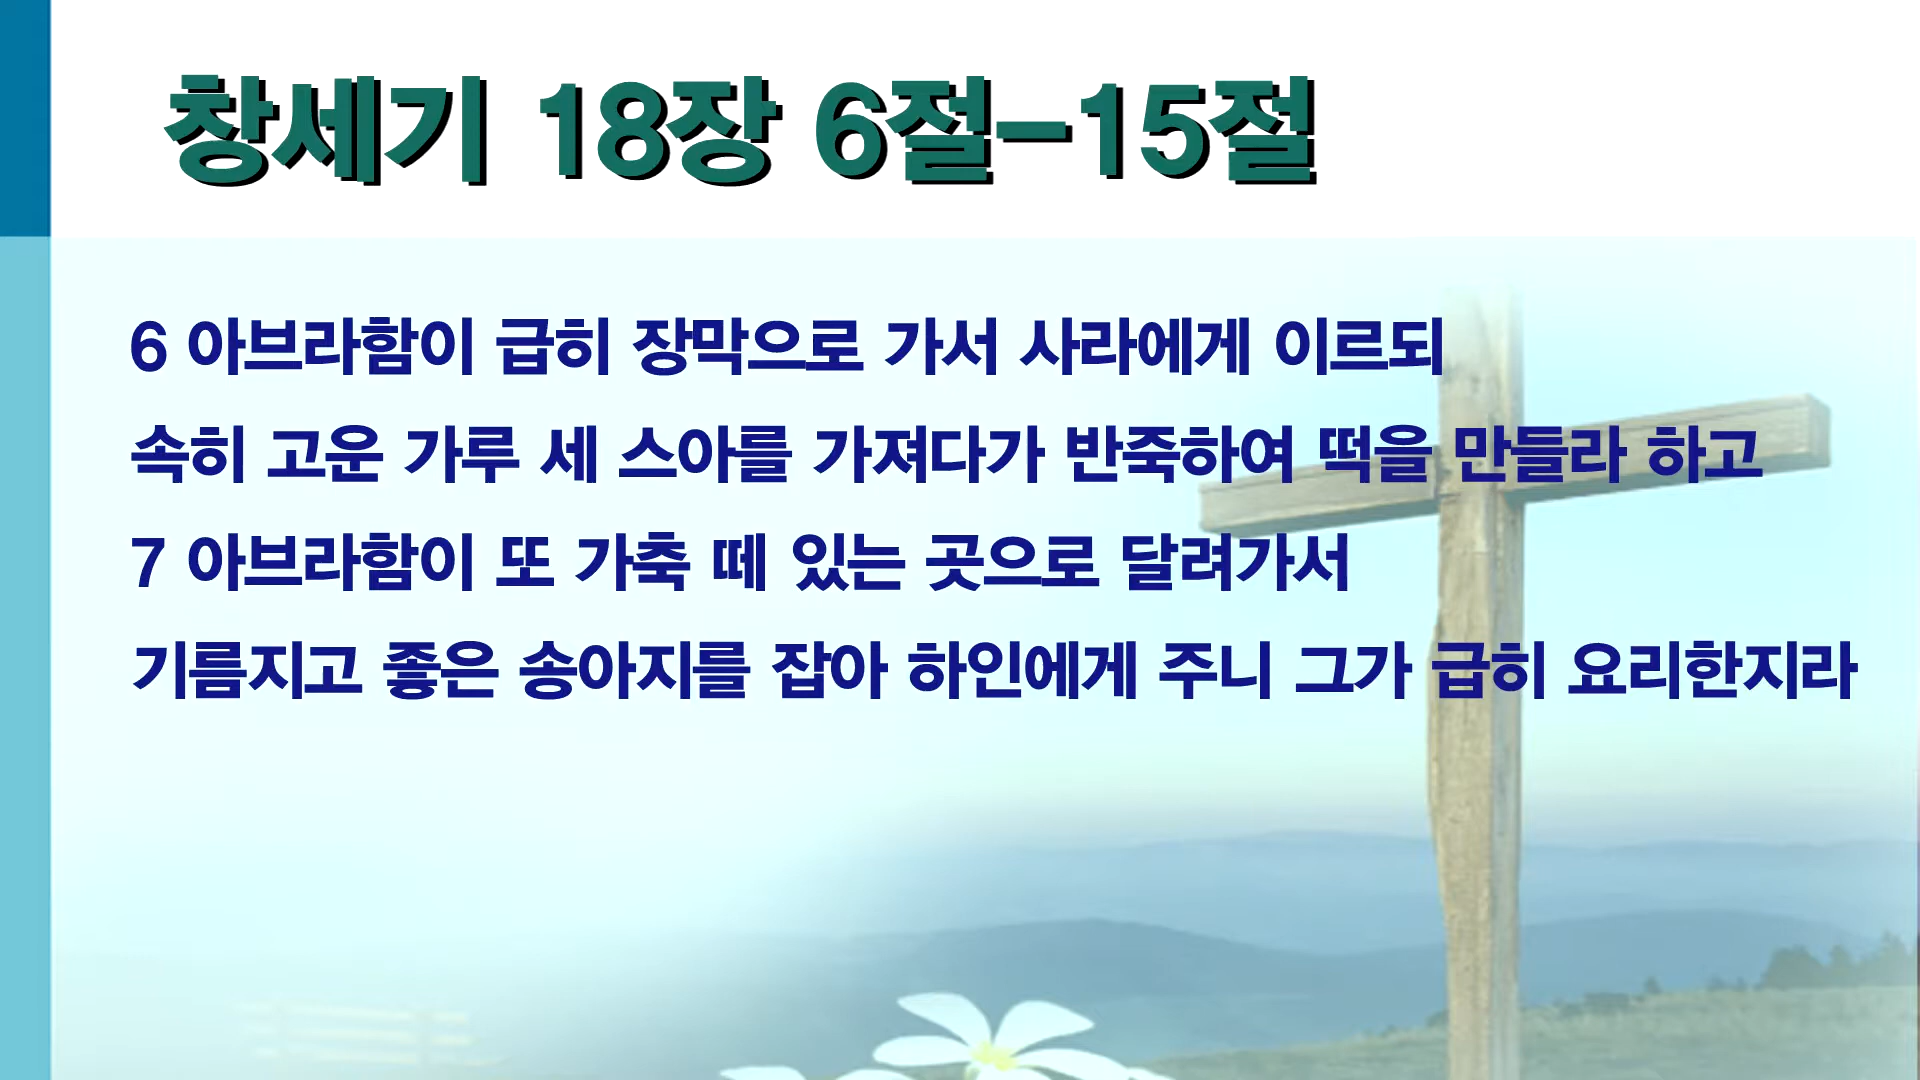 창세기 18장 6절-15절
6 아브라함이 급히 장막으로 가서 사라에게 이르되
속히 고운 가루 세 스아를 가져다가 반죽하여 떡을 만들라 하고
7 아브라함이 또 가축 떼 있는 곳으로 달려가서
기름지고 좋은 송아지를 잡아 하인에게 주니 그가 급히 요리한지라